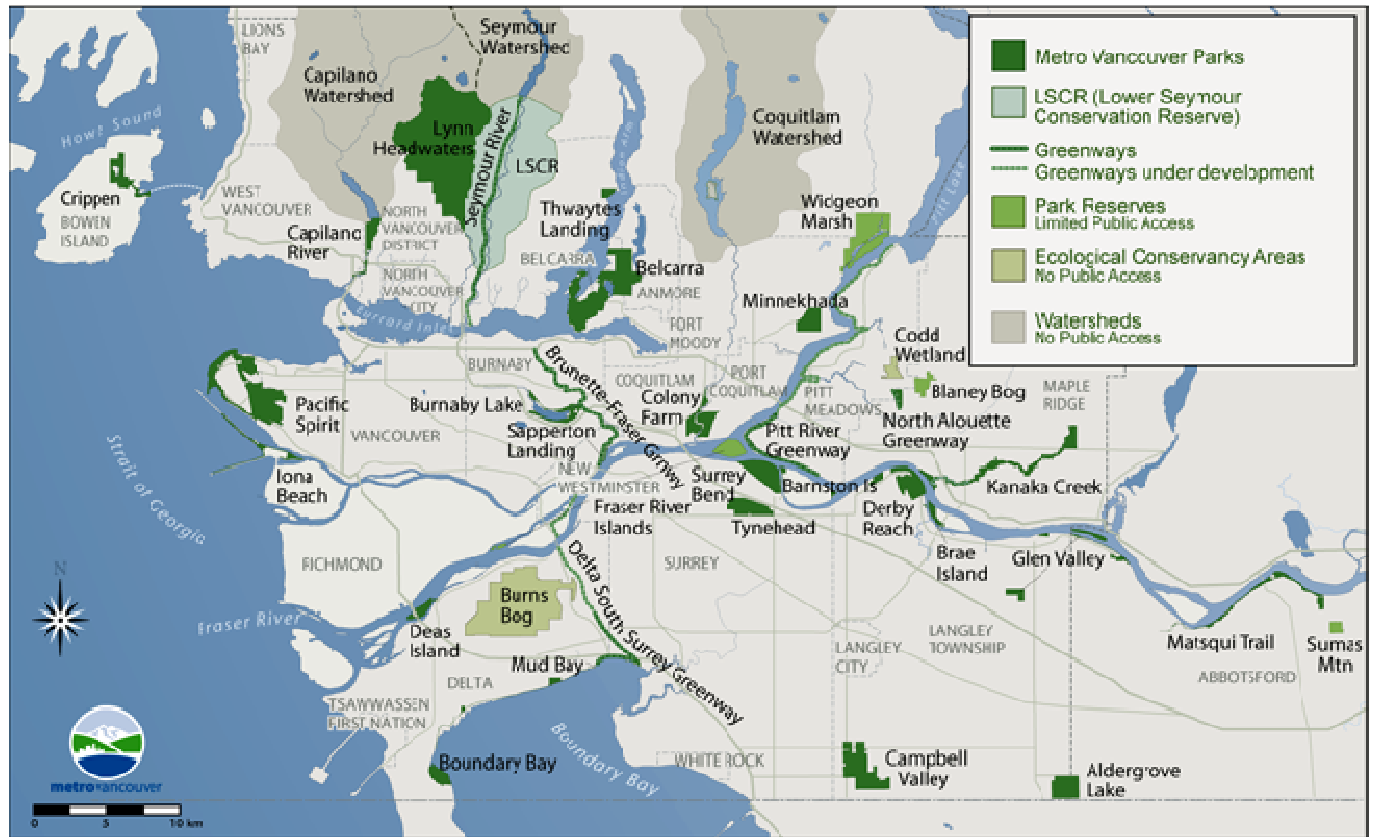 LIONS
BAY
Seymour
Watershed
Capilano
Watershed
Howe Sound
Lynn
Headwaters
Seymour River
LSCR
Indian Arm
Coquitlam
Watershed
Pitt Lake
Crippen
BOWEN
ISLAND
WEST
VANCOUVER
Capilano
River
NORTH
VANCOUVER
DISTRICT
NORTH
VANCOUVER
CITY
Thwaytes
Landing
BELCARRA
Belcarra
ANMORE
Widgeon
Marsh
Minnekhada
Burrard Inlet
PORT
MOODY
Codd
Wetland
BURNABY
Brunette-Fraser Grnwy
COQUITLAM
PORT
COQUITLAM
PITT
MEADOWS
Blaney Bog
MAPLE
RIDGE
Pacific
Spirit
Burnaby Lake
Colony
Farm
North Alouette
Greenway
VANCOUVER
Sapperton
Landing
Pitt River
Greenway
Strait of Georgia
Iona
Beach
NEW
WESTMINSTER
Surrey
Bend
Barnston Is
Kanaka Creek
Fraser River
Islands
Tynehead
Derby
Reach
RICHMOND
Delta South Surrey Greenway
SURREY
Brae
Island
Glen Valley
N
Fraser River
Burns
Bog
Deas
Island
Mud Bay
LANGLEY
CITY
LANGLEY
TOWNSHIP
Matsqui Trail
Sumas
Mtn
ABBOTSFORD
DELTA
TSAWWASSEN
FIRST NATION
Boundary Bay
Boundary Bay
WHITE ROCK
Campbell
Valley
Aldergrove
Lake
metrovancouver
0 5 10 km
Metro Vancouver Parks
LSCR (Lower Seymour
Conservation Reserve)
Greenways
Greenways under development
Park Reserves
Limited Public Access
Ecological Conservancy Areas
No Public Access
Watersheds
No Public Access